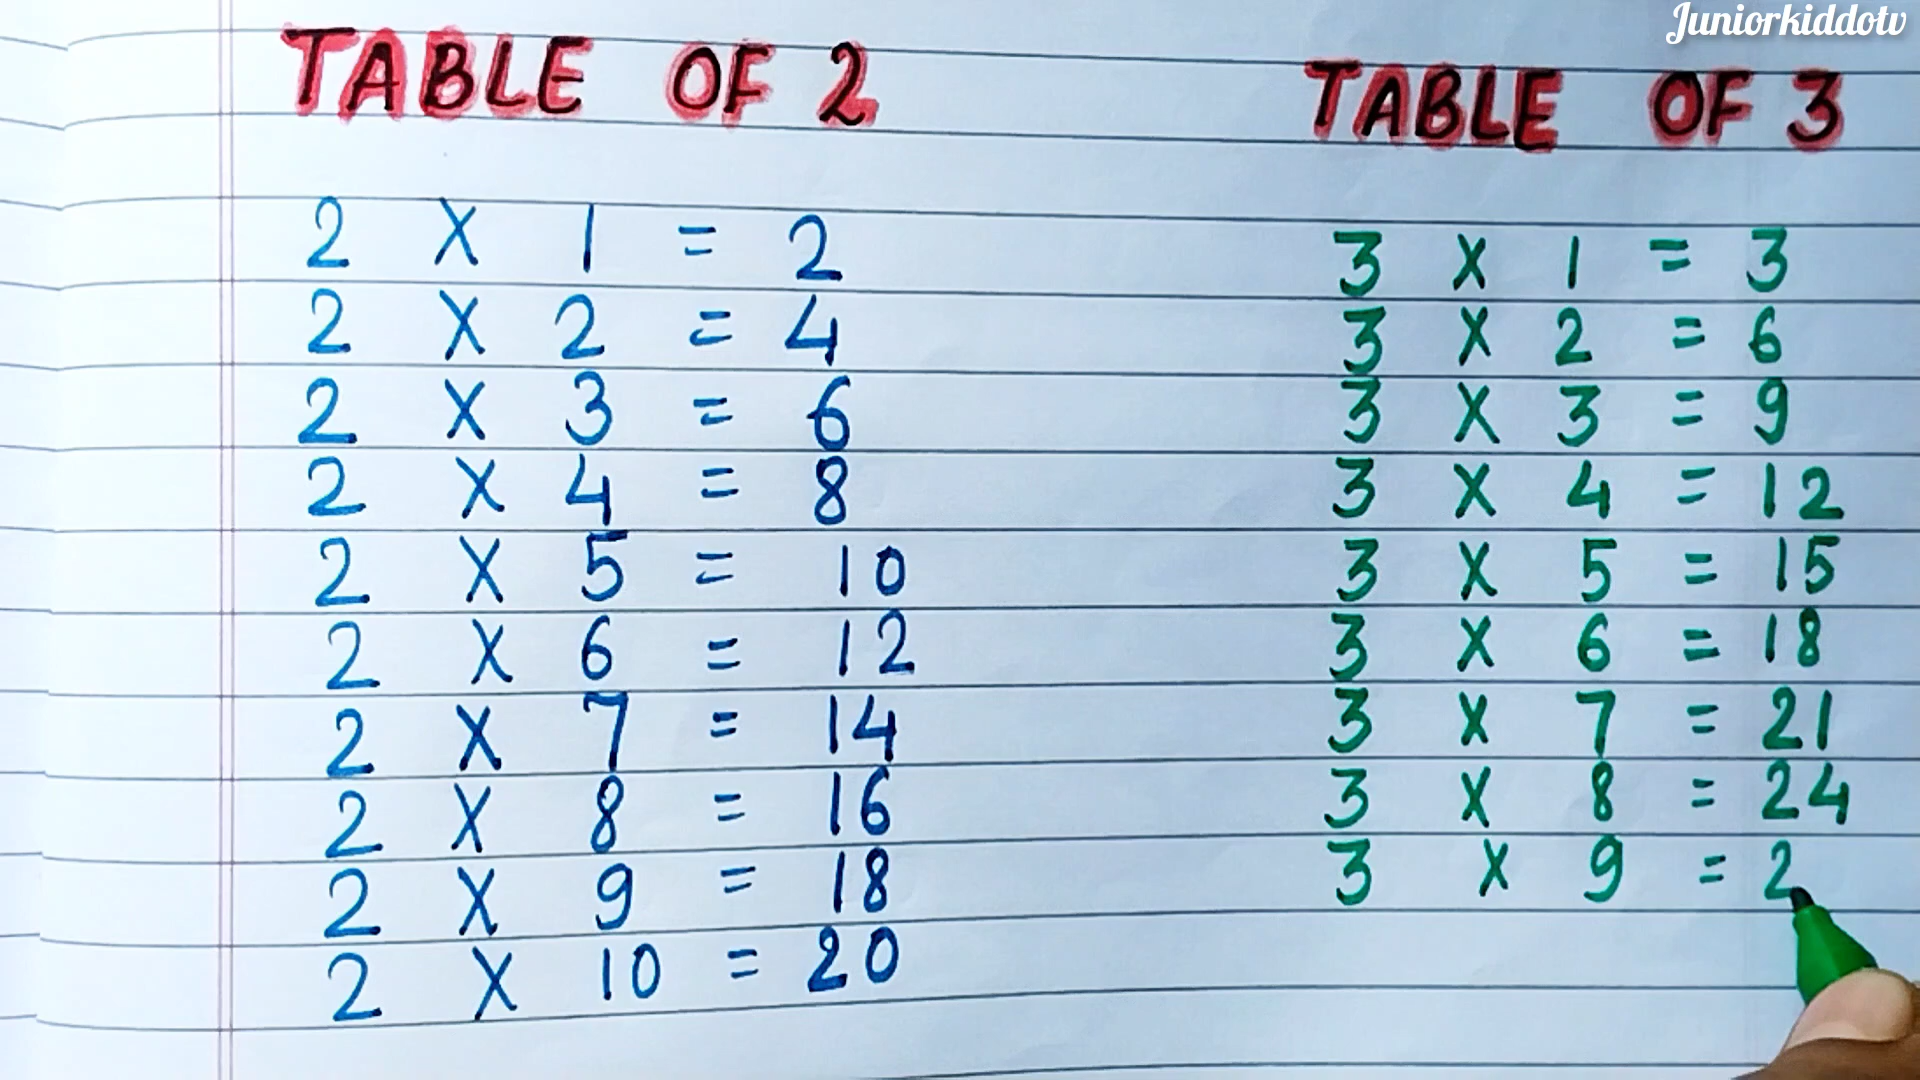 Juniorkiddotv
TABLE OF 2
2 X 1 = 2
2 X 2 = 4
2 X 3 = 6
2 X 4 = 8
2 X 5 = 10
2 X 6 = 12
2 X 7 = 14
2 X 8 = 16
2 X 9 = 18
2 X 10 = 20
TABLE OF 3
3 X 1 = 3
3 X 2 = 6
3 X 3 = 9
3 X 4 = 12
3 X 5 = 15
3 X 6 = 18
3 X 7 = 21
3 X 8 = 24
3 X 9 = 2